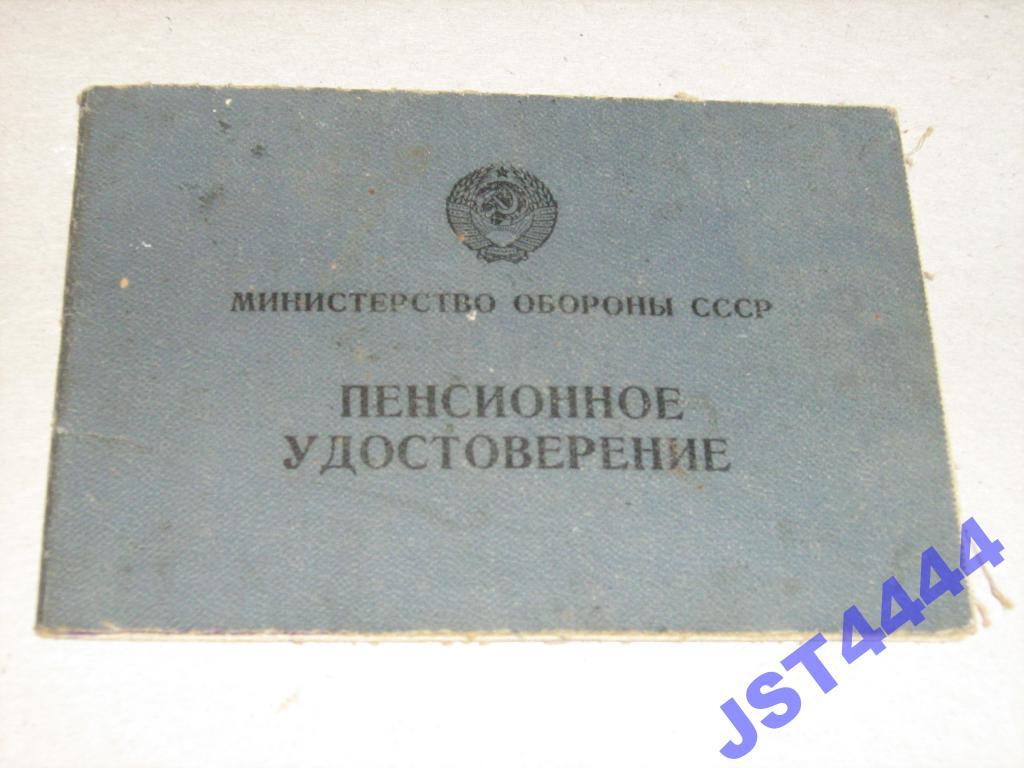 МИНИСТЕРСТВО ОБОРОНЫ СССР
ПЕНСИОННОЕ
УДОСТОВЕРЕНИЕ
JST4444